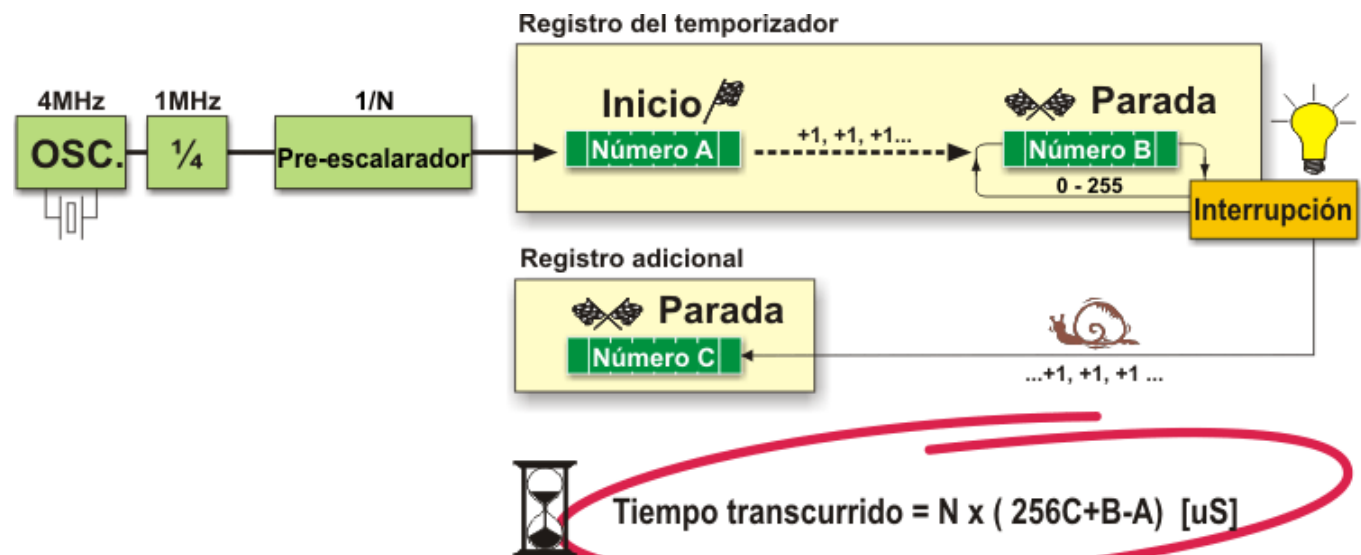 Registro del temporizador
4MHz 1MHz 1/N
Inicio Parada
OSC. ¼ Pre-escalarador Número A +1, +1, +1... Número B
0 - 255
Interrupción
Registro adicional
Parada
Número C
...+1, +1, +1 ...
Tiempo transcurrido = N x ( 256C+B-A) [uS]